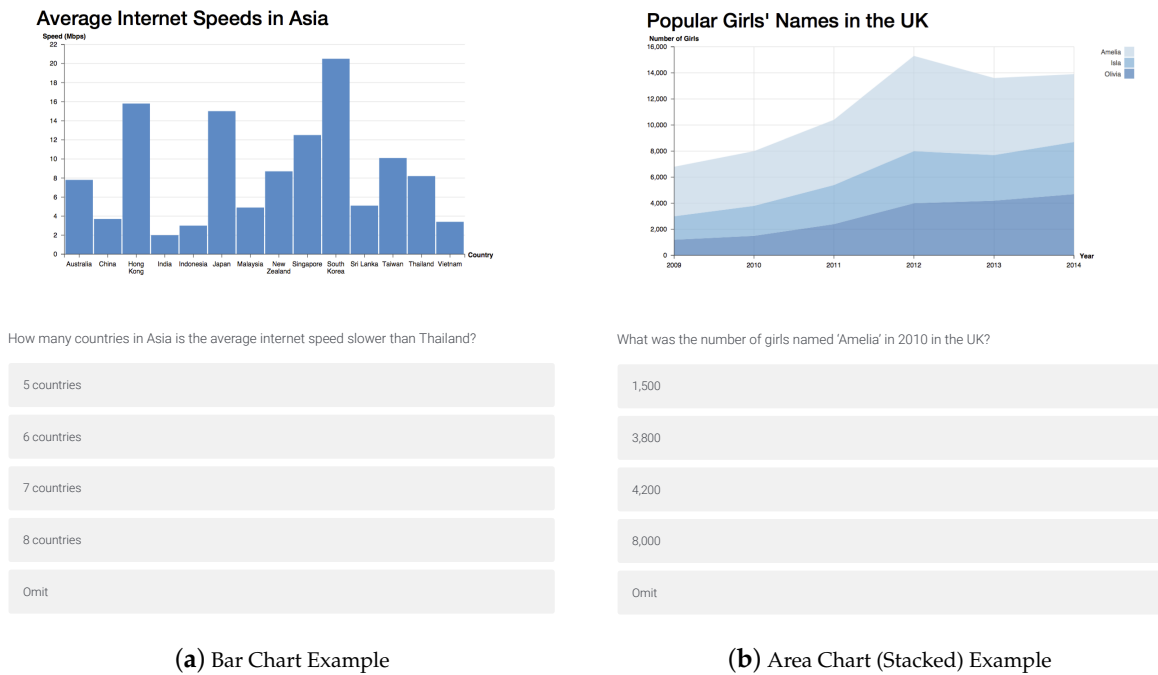 Average Internet Speeds in Asia
Speed (Mbps)
22
20
18
16
14
12
10
8
6
4
2
0
Australia China Hong Kong India Indonesia Japan Malaysia New Zealand Singapore South Korea Sri Lanka Taiwan Thailand Vietnam
Country
How many countries in Asia is the average internet speed slower than Thailand?
5 countries
6 countries
7 countries
8 countries
Omit
(a) Bar Chart Example
Popular Girls' Names in the UK
Number of Girls
16,000
14,000
12,000
10,000
8,000
6,000
4,000
2,000
0
2009 2010 2011 2012 2013 2014
Year
Amelia
Isla
Olivia
What was the number of girls named ‘Amelia’ in 2010 in the UK?
1,500
3,800
4,200
8,000
Omit
(b) Area Chart (Stacked) Example